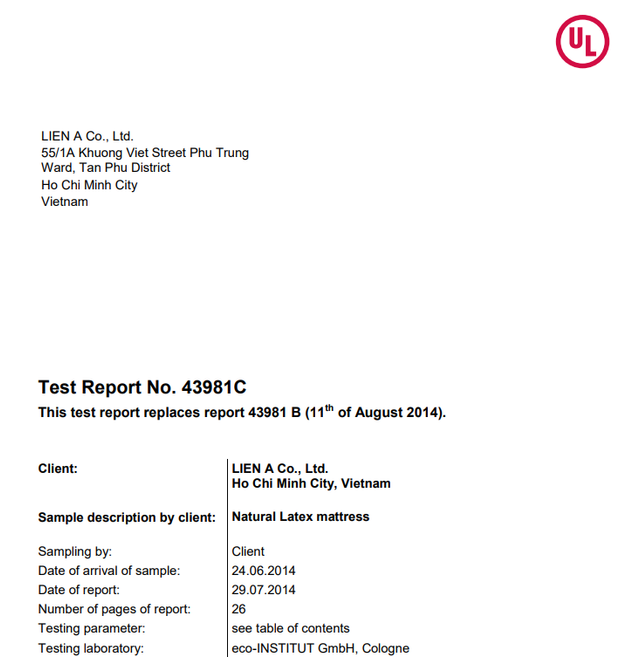 UL
LIEN A Co., Ltd.
55/1A Khuong Viet Street Phu Trung
Ward, Tan Phu District
Ho Chi Minh City
Vietnam
Test Report No. 43981C
This test report replaces report 43981 B (11th of August 2014).
Client: LIEN A Co., Ltd.
Ho Chi Minh City, Vietnam
Sample description by client: Natural Latex mattress
Sampling by: Client
Date of arrival of sample: 24.06.2014
Date of report: 29.07.2014
Number of pages of report: 26
Testing parameter: see table of contents
Testing laboratory: eco-INSTITUT GmbH, Cologne